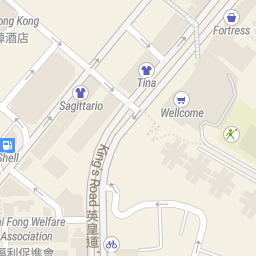 ong Kong
酒店
Fortress
Tina
Sagittario
Wellcome
Shell
King's Road 英皇道
i Fong Welfare
Association
福利促進會